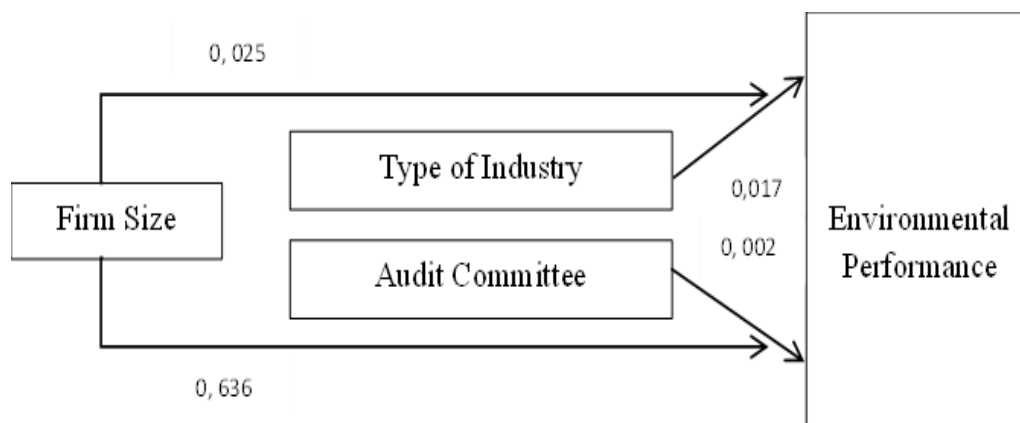 0, 025
Type of Industry
0,017
Firm Size
0, 002
Audit Committee
Environmental
Performance
0, 636